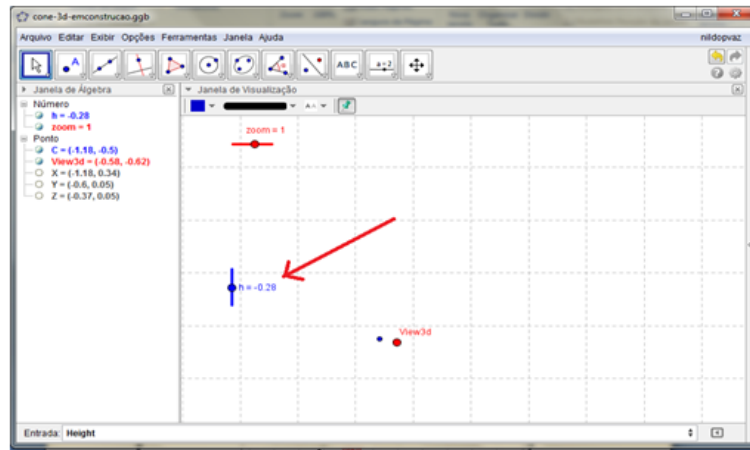 cone-3d-emconstrucao.ggb
Arquivo Editar Exibir Opções Ferramentas Janela Ajuda
nildopvaz
A
ABC
a=2
Janela de Álgebra
Janela de Visualização
Número
h = -0.28
zoom = 1
Ponto
C = (-1.18, -0.5)
View3d = (-0.58, -0.62)
X = (-1.18, 0.34)
Y = (-0.6, 0.05)
Z = (-0.37, 0.05)
zoom = 1
h = -0.28
View3d
Entrada: Height